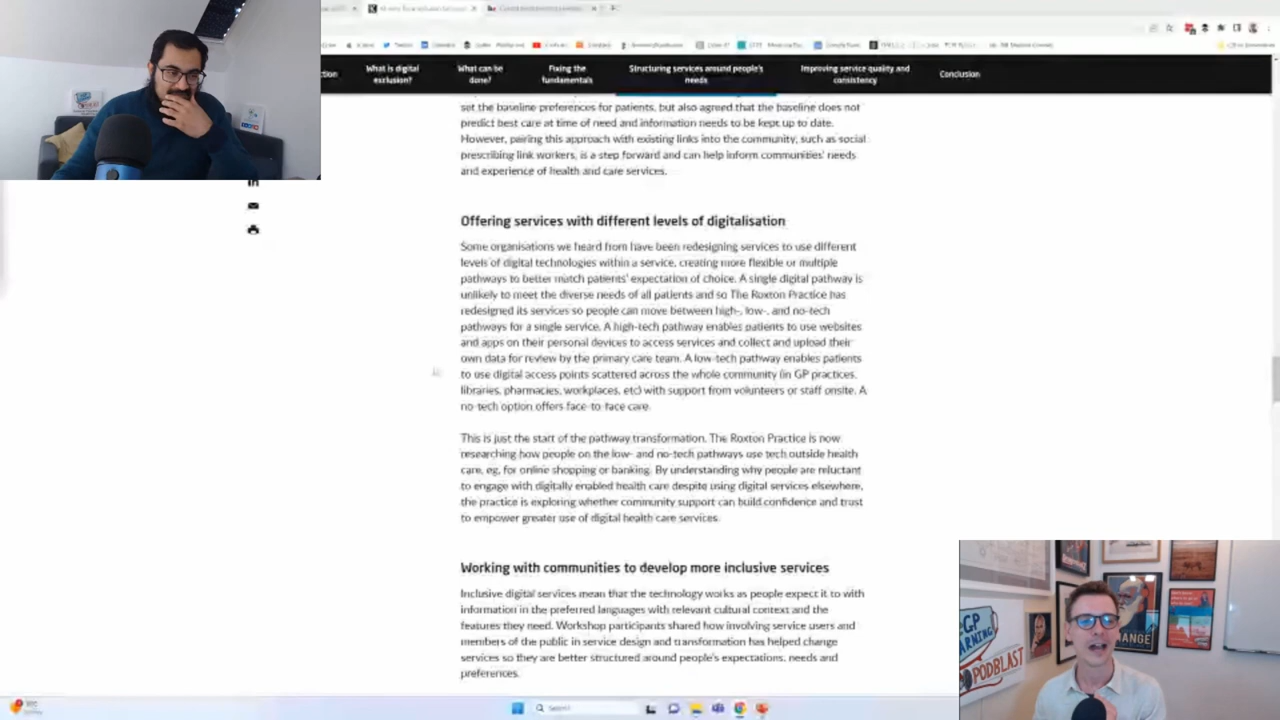 What is digital exclusion?
What can be done?
Fixing the fundamentals
Structuring services around people's needs
Improving service quality and consistency
Conclusion
set the baseline preferences for patients, but also agreed that the baseline does not
predict best care at time of need and information needs to be kept up to date.
However, pairing this approach with existing links into the community, such as social
prescribing link workers, is a step forward and can help inform communities' needs
and experience of health and care services.
Offering services with different levels of digitalisation
Some organisations we heard from have been redesigning services to use different
levels of digital technologies within a service, creating more flexible or multiple
pathways to better match patients' expectation of choice. A single digital pathway is
unlikely to meet the diverse needs of all patients and so The Roxton Practice has
redesigned its services so people can move between high-, low-, and no-tech
pathways for a single service. A high-tech pathway enables patients to use websites
and apps on their personal devices to access services and collect and upload their
own data for review by the primary care team. A low-tech pathway enables patients
to use digital access points scattered across the whole community (in GP practices,
libraries, pharmacies, workplaces, etc) with support from volunteers or staff onsite. A
no-tech option offers face-to-face care.
This is just the start of the pathway transformation. The Roxton Practice is now
researching how people on the low- and no-tech pathways use tech outside health
care, eg, for online shopping or banking. By understanding why people are reluctant
to engage with digitally enabled health care despite using digital services elsewhere,
the practice is exploring whether community support can build confidence and trust
to empower greater use of digital health care services.
Working with communities to develop more inclusive services
Inclusive digital services mean that the technology works as people expect it to with
information in the preferred languages with relevant cultural context and the
features they need. Workshop participants shared how involving service users and
members of the public in service design and transformation has helped change
services so they are better structured around people's expectations, needs and
preferences.
CHANGE
PODBLAST
Search